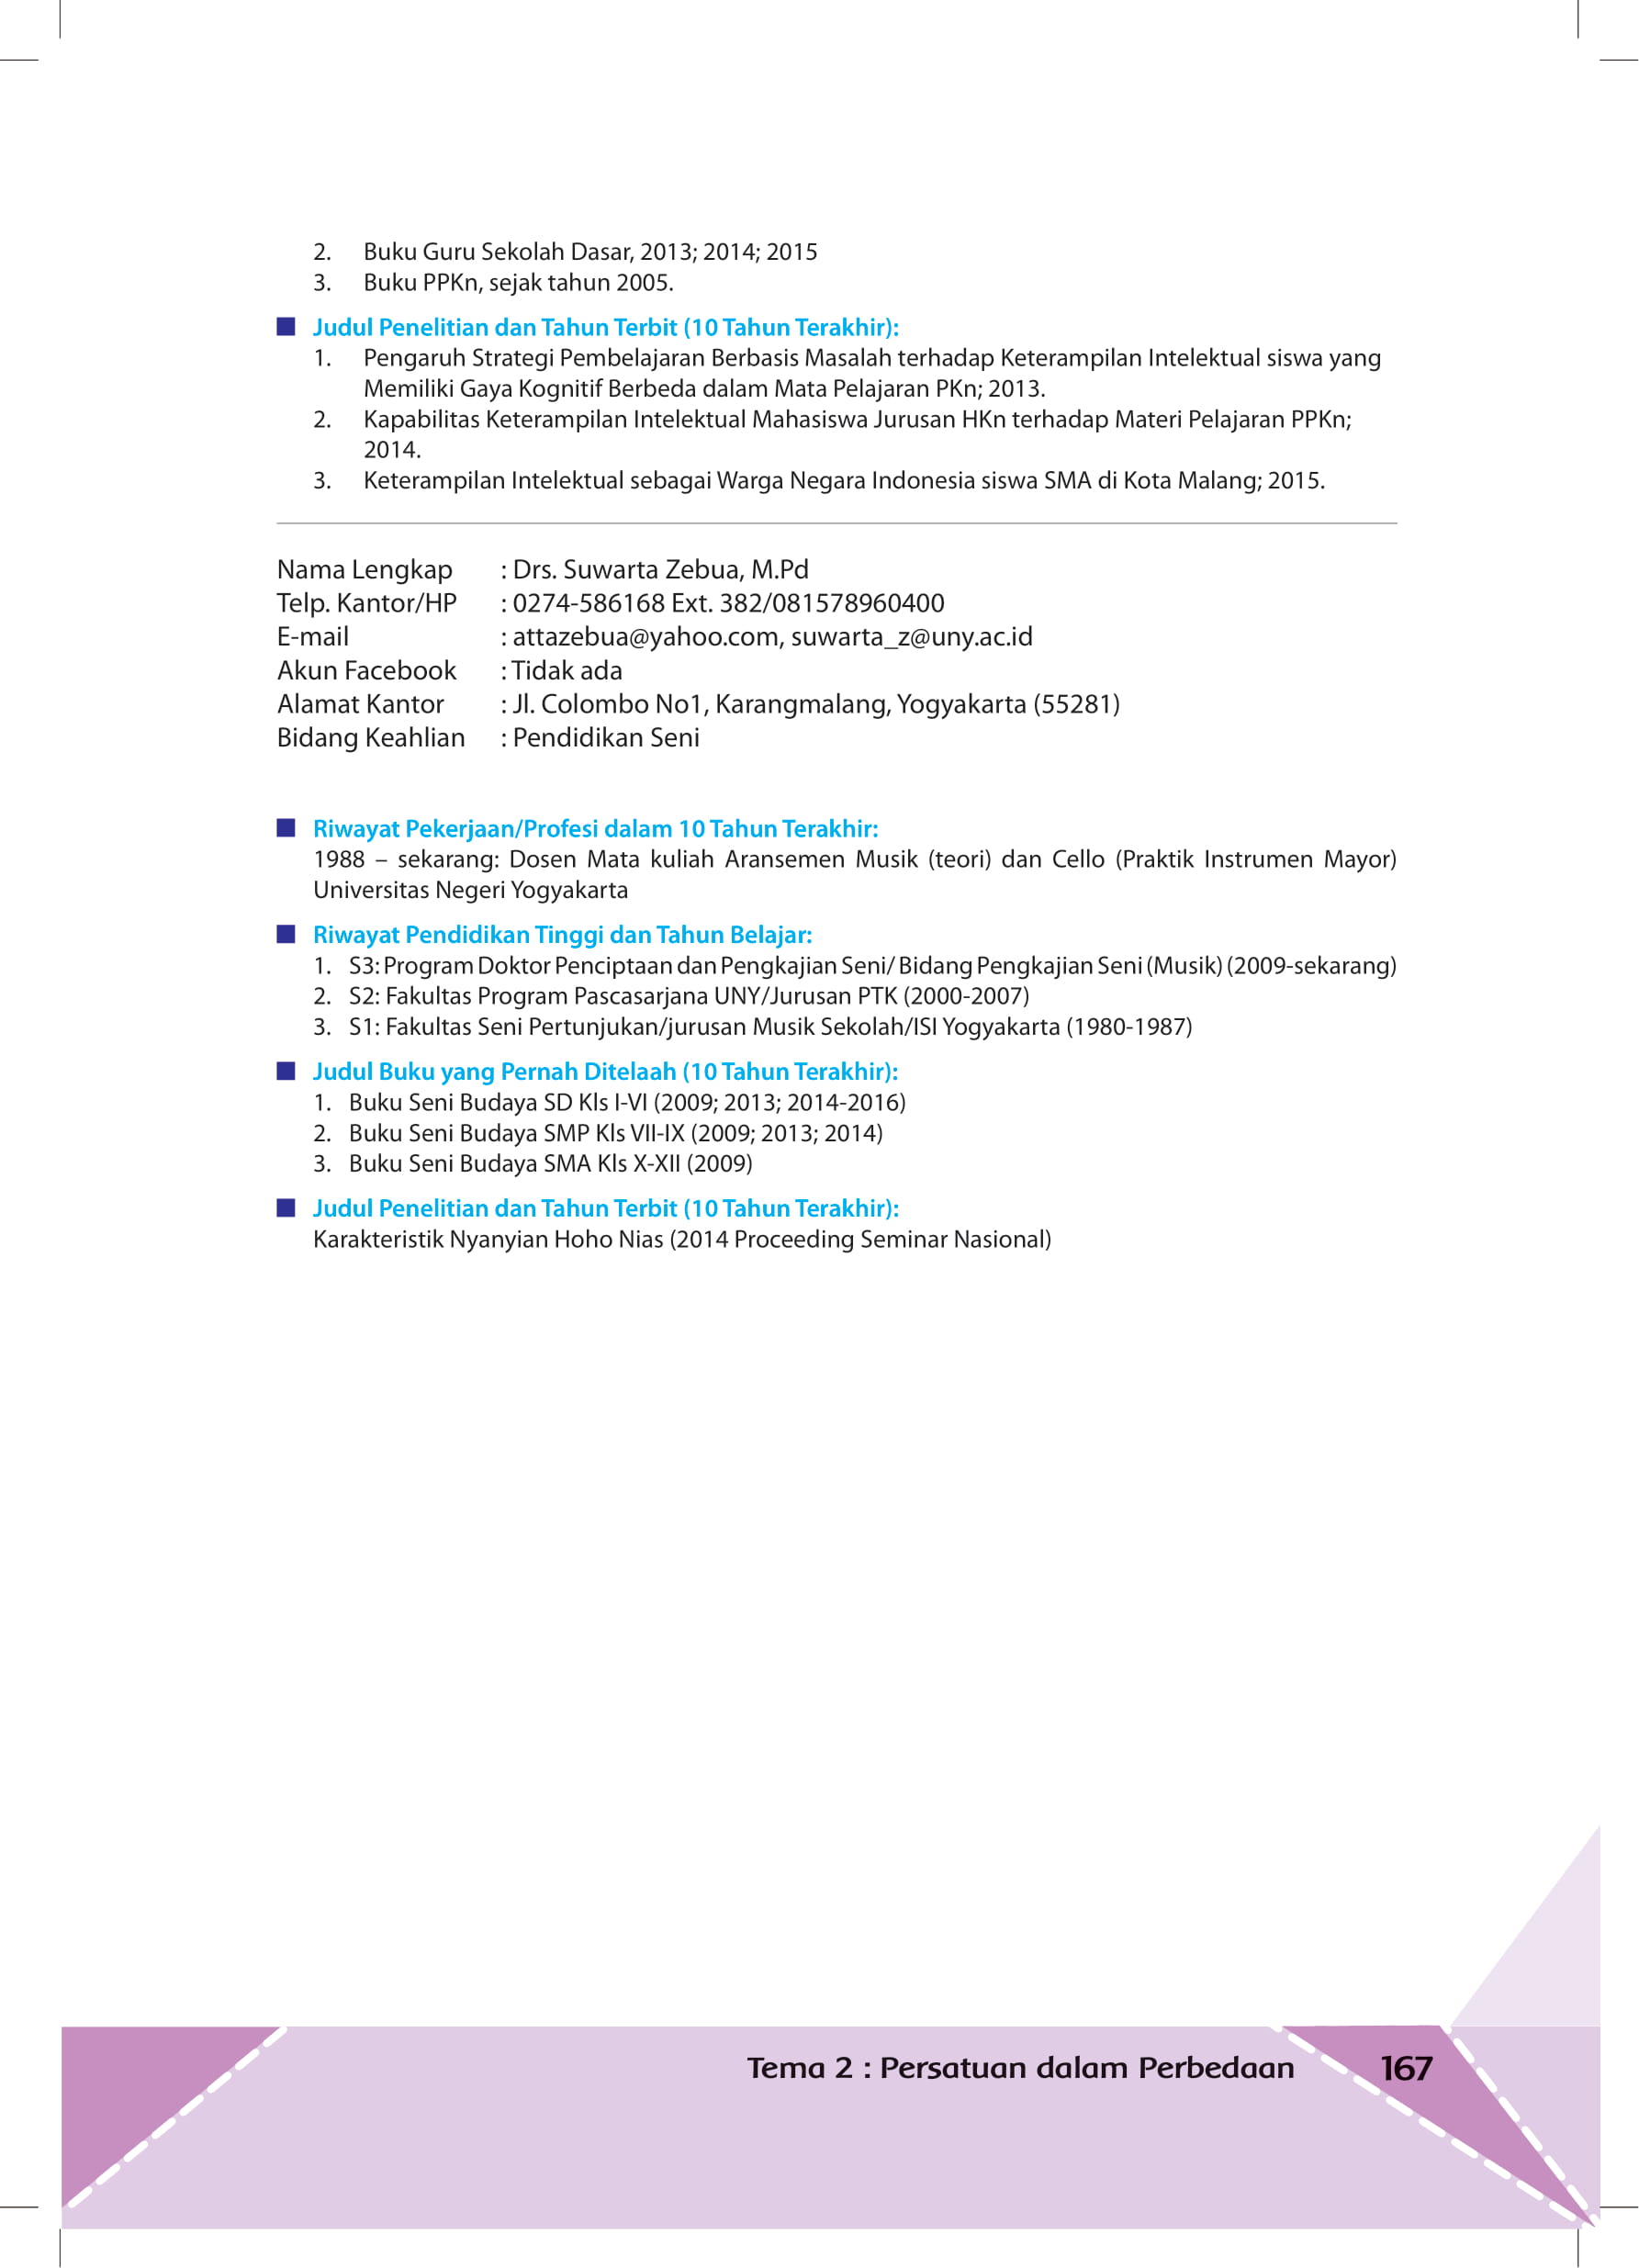 2. Buku Guru Sekolah Dasar, 2013; 2014; 2015
3. Buku PPKn, sejak tahun 2005.
Judul Penelitian dan Tahun Terbit (10 Tahun Terakhir):
1. Pengaruh Strategi Pembelajaran Berbasis Masalah terhadap Keterampilan Intelektual siswa yang
Memiliki Gaya Kognitif Berbeda dalam Mata Pelajaran PKn; 2013.
2. Kapabilitas Keterampilan Intelektual Mahasiswa Jurusan HKn terhadap Materi Pelajaran PPKn;
2014.
3. Keterampilan Intelektual sebagai Warga Negara Indonesia siswa SMA di Kota Malang; 2015.
Nama Lengkap : Drs. Suwarta Zebua, M.Pd
Telp. Kantor/HP : 0274-586168 Ext. 382/081578960400
E-mail : attazebua@yahoo.com, suwarta_z@uny.ac.id
Akun Facebook : Tidak ada
Alamat Kantor : Jl. Colombo No1, Karangmalang, Yogyakarta (55281)
Bidang Keahlian : Pendidikan Seni
Riwayat Pekerjaan/Profesi dalam 10 Tahun Terakhir:
1988 – sekarang: Dosen Mata kuliah Aransemen Musik (teori) dan Cello (Praktik Instrumen Mayor)
Universitas Negeri Yogyakarta
Riwayat Pendidikan Tinggi dan Tahun Belajar:
1. S3: Program Doktor Penciptaan dan Pengkajian Seni/ Bidang Pengkajian Seni (Musik) (2009-sekarang)
2. S2: Fakultas Program Pascasarjana UNY/Jurusan PTK (2000-2007)
3. S1: Fakultas Seni Pertunjukan/jurusan Musik Sekolah/ISI Yogyakarta (1980-1987)
Judul Buku yang Pernah Ditelaah (10 Tahun Terakhir):
1. Buku Seni Budaya SD Kls I-VI (2009; 2013; 2014-2016)
2. Buku Seni Budaya SMP Kls VII-IX (2009; 2013; 2014)
3. Buku Seni Budaya SMA Kls X-XII (2009)
Judul Penelitian dan Tahun Terbit (10 Tahun Terakhir):
Karakteristik Nyanyian Hoho Nias (2014 Proceeding Seminar Nasional)
Tema 2 : Persatuan dalam Perbedaan 167